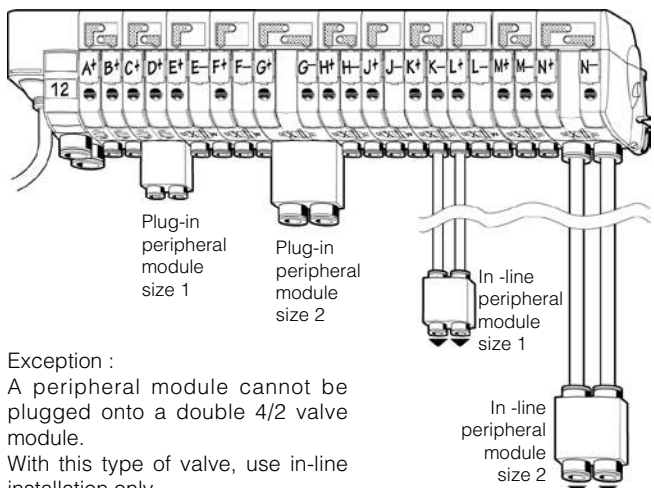 12 A+ B+ C+ D+ E+ E− F+ F− G+ G− H+ H− J+ J− K+ K− L+ L− M+ M− N+ N−
Plug-in
peripheral
module
size 1
Plug-in
peripheral
module
size 2
In -line
peripheral
module
size 1
Exception :
A peripheral module cannot be
plugged onto a double 4/2 valve
module.
With this type of valve, use in-line
installation only
In -line
peripheral
module
size 2